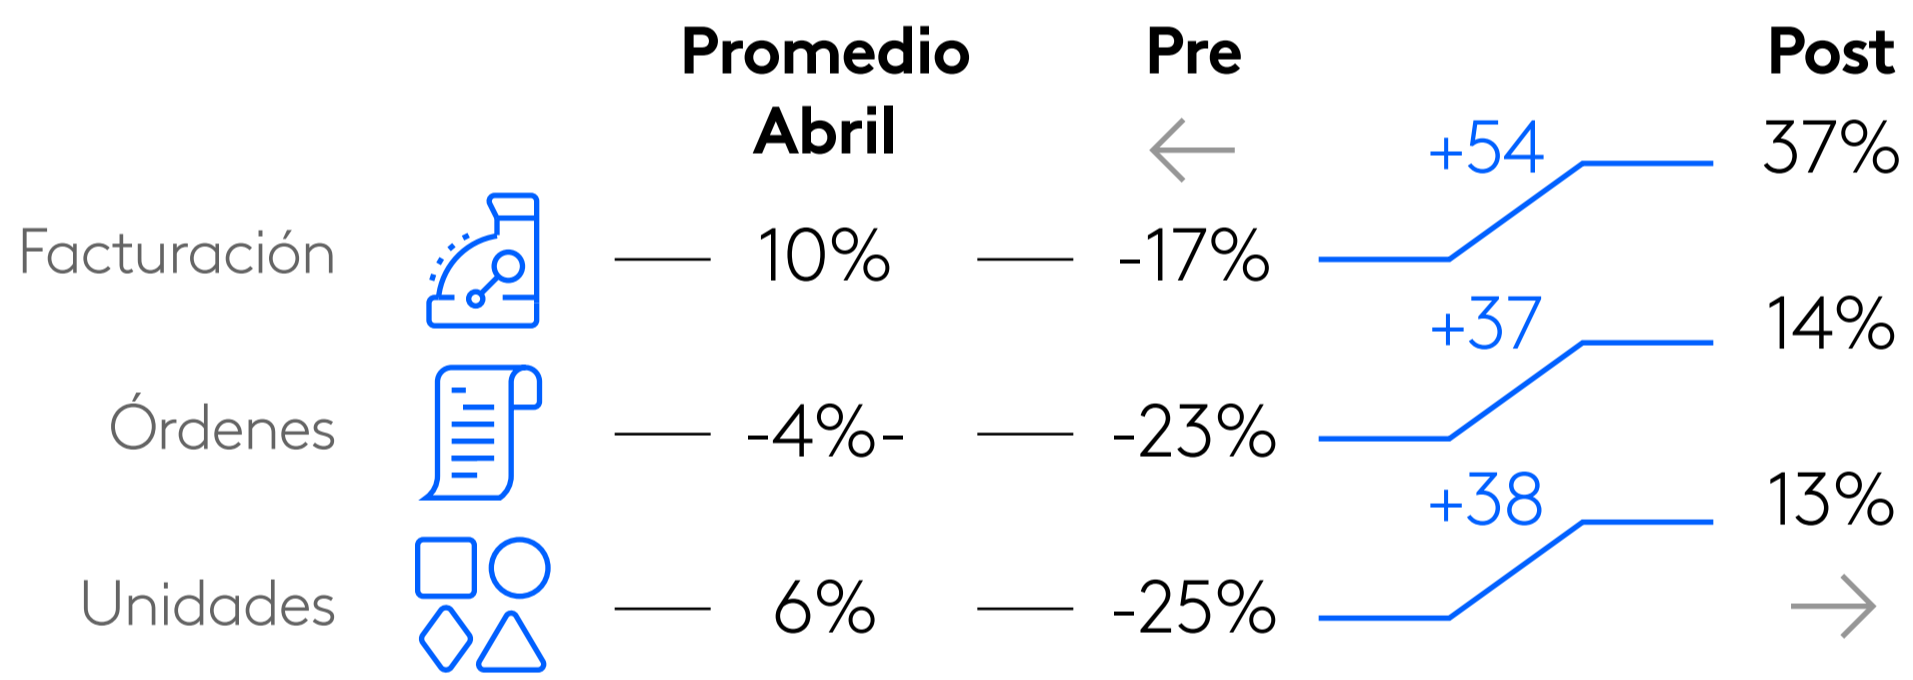 Promedio Abril Pre Post
+54 37%
Facturación 10% -17%
+37 14%
Órdenes -4%- -23%
+38 13%
Unidades 6% -25%